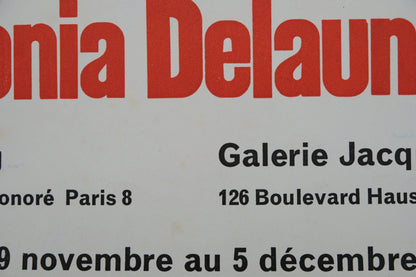 onia Delaun
Galerie Jacq
onoré Paris 8
126 Boulevard Haus
9 novembre au 5 décembre